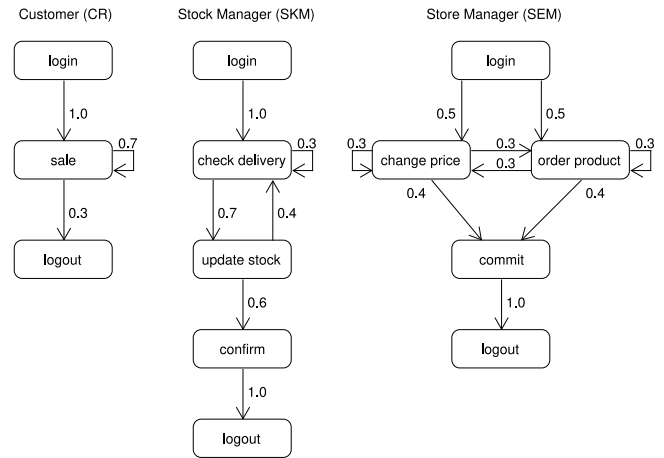 Customer (CR) Stock Manager (SKM) Store Manager (SEM)
login login login
1.0 1.0 0.5 0.5
0.7 0.3 0.3 0.3 0.3
sale check delivery change price order product
0.3
0.3 0.7 0.4 0.4 0.4
logout update stock commit
0.6 1.0
confirm logout
1.0
logout